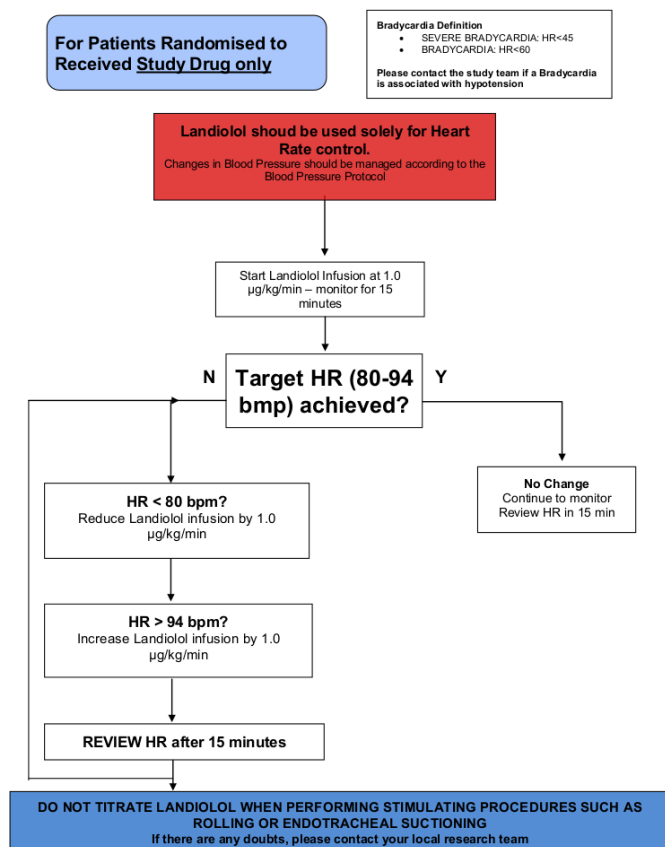 For Patients Randomised to
Received Study Drug only
Bradycardia Definition
• SEVERE BRADYCARDIA: HR<45
• BRADYCARDIA: HR<60
Please contact the study team if a Bradycardia
is associated with hypotension
Landiolol shoud be used solely for Heart
Rate control.
Changes in Blood Pressure should be managed according to the
Blood Pressure Protocol
Start Landiolol Infusion at 1.0
µg/kg/min – monitor for 15
minutes
N
Target HR (80-94
bmp) achieved?
Y
No Change
Continue to monitor
Review HR in 15 min
HR < 80 bpm?
Reduce Landiolol infusion by 1.0
µg/kg/min
HR > 94 bpm?
Increase Landiolol infusion by 1.0
µg/kg/min
REVIEW HR after 15 minutes
DO NOT TITRATE LANDIOLOL WHEN PERFORMING STIMULATING PROCEDURES SUCH AS
ROLLING OR ENDOTRACHEAL SUCTIONING
If there are any doubts, please contact your local research team